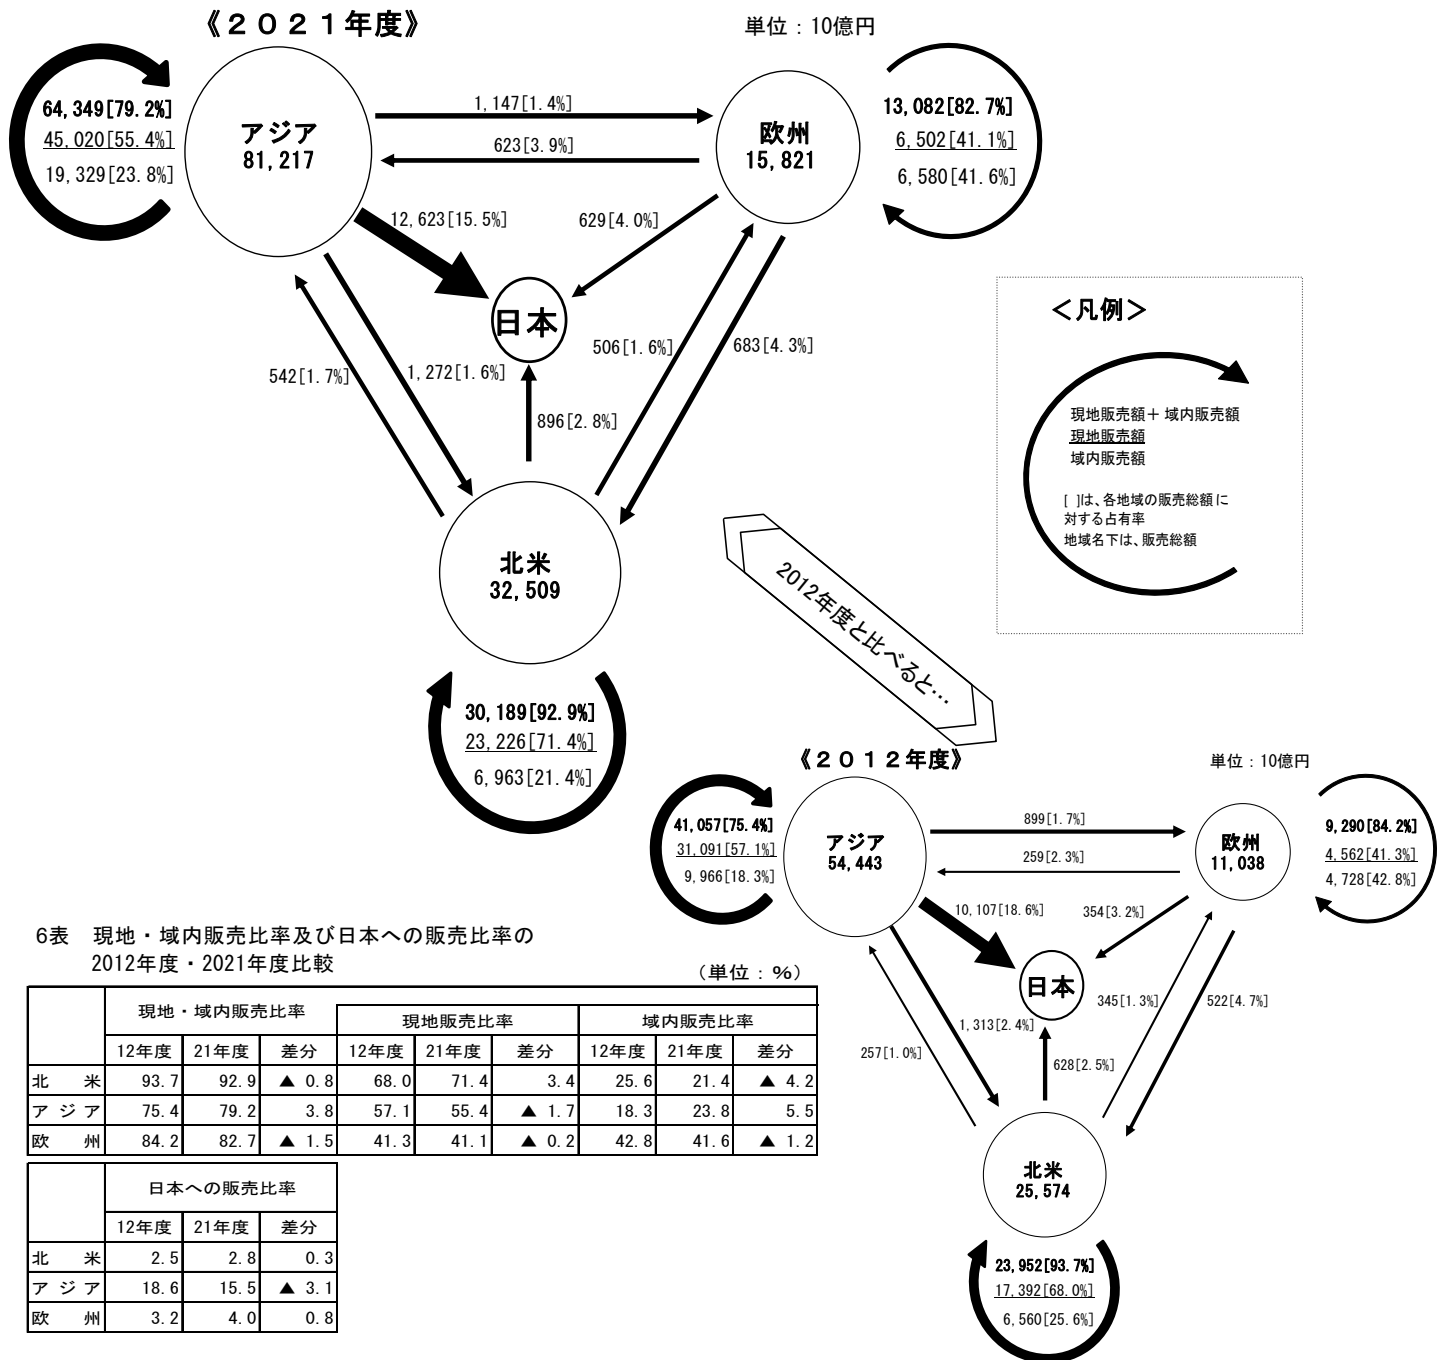 《２０２１年度》
単位：10億円
64,349[79.2%]
45,020[55.4%]
19,329[23.8%]
アジア
81,217
1,147[1.4%]
623[3.9%]
欧州
15,821
13,082[82.7%]
6,502[41.1%]
6,580[41.6%]
12,623[15.5%]
629[4.0%]
日本
542[1.7%]
1,272[1.6%]
506[1.6%]
683[4.3%]
896[2.8%]
北米
32,509
30,189[92.9%]
23,226[71.4%]
6,963[21.4%]
＜凡例＞
現地販売額＋域内販売額
現地販売額
域内販売額
[ ]は、各地域の販売総額に
対する占有率
地域名下は、販売総額
2012年度と比べると…
《２０１２年度》
単位：10億円
41,057[75.4%]
31,091[57.1%]
9,966[18.3%]
アジア
54,443
899[1.7%]
259[2.3%]
欧州
11,038
9,290[84.2%]
4,562[41.3%]
4,728[42.8%]
10,107[18.6%]
354[3.2%]
日本
257[1.0%]
1,313[2.4%]
345[1.3%]
522[4.7%]
628[2.5%]
北米
25,574
23,952[93.7%]
17,392[68.0%]
6,560[25.6%]
6表　現地・域内販売比率及び日本への販売比率の
2012年度・2021年度比較
（単位：%）
現地・域内販売比率
現地販売比率 域内販売比率
12年度 21年度 差分 12年度 21年度 差分 12年度 21年度 差分
北　米 93.7 92.9 ▲ 0.8 68.0 71.4 3.4 25.6 21.4 ▲ 4.2
アジア 75.4 79.2 3.8 57.1 55.4 ▲ 1.7 18.3 23.8 5.5
欧　州 84.2 82.7 ▲ 1.5 41.3 41.1 ▲ 0.2 42.8 41.6 ▲ 1.2
日本への販売比率
12年度 21年度 差分
北　米 2.5 2.8 0.3
アジア 18.6 15.5 ▲ 3.1
欧　州 3.2 4.0 0.8